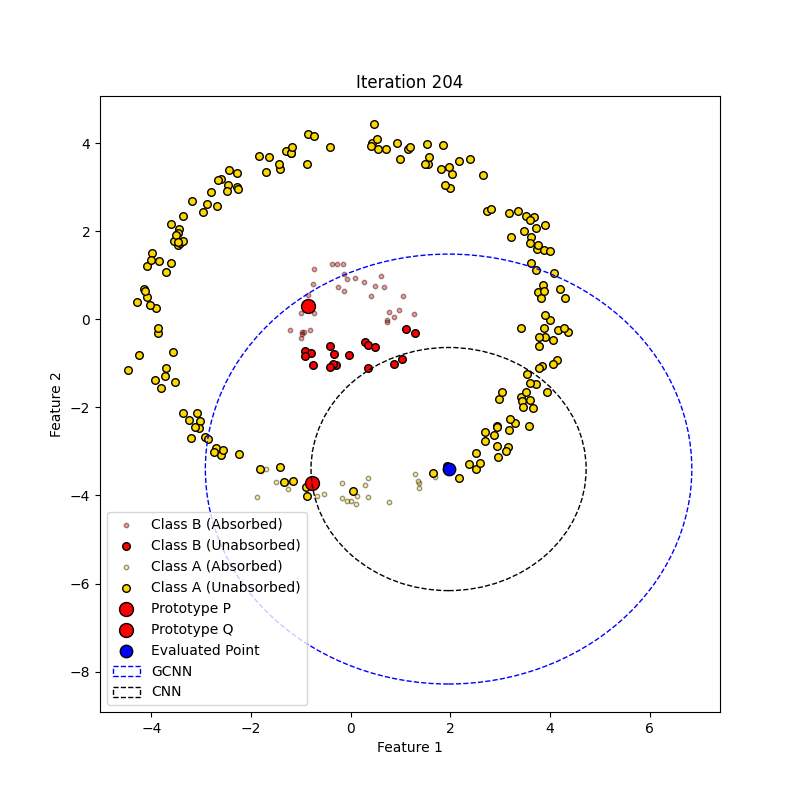 Iteration 204
Feature 2
4
2
0
−2
−4
−6
−8
Class B (Absorbed)
Class B (Unabsorbed)
Class A (Absorbed)
Class A (Unabsorbed)
Prototype P
Prototype Q
Evaluated Point
GCNN
CNN
−4 −2 0 2 4 6
Feature 1